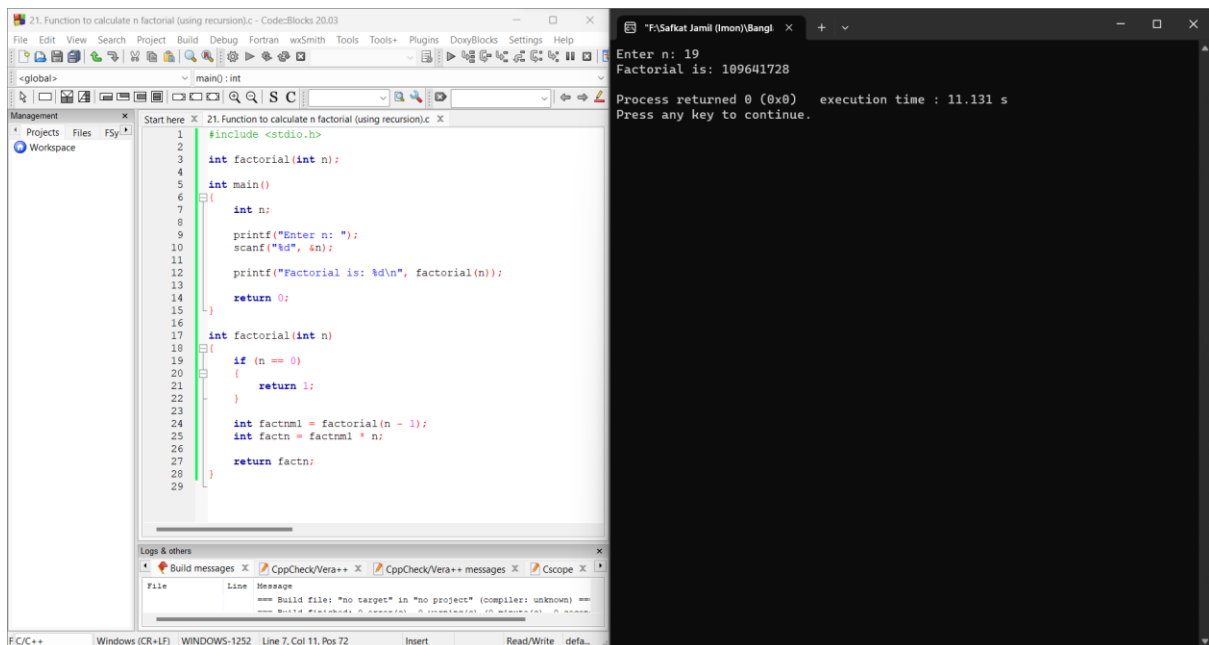 21. Function to calculate n factorial (using recursion).c - Code::Blocks 20.03
File Edit View Search Project Build Debug Fortran wxSmith Tools Tools+ Plugins DoxyBlocks Settings Help
<global>
main() : int
S C
Management
Projects Files FSy
Workspace
Start here X 21. Function to calculate n factorial (using recursion).c X
1 #include <stdio.h>
2
3 int factorial(int n);
4
5 int main()
6 {
7 int n;
8
9 printf("Enter n: ");
10 scanf("%d", &n);
11
12 printf("Factorial is: %d\n", factorial(n));
13
14 return 0;
15 }
16
17 int factorial(int n)
18 {
19 if (n == 0)
20 {
21 return 1;
22 }
23
24 int factnm1 = factorial(n - 1);
25 int factn = factnm1 * n;
26
27 return factn;
28 }
29
Logs & others
Build messages X CppCheck/Vera++ X CppCheck/Vera++ messages X Cscope X
File Line Message
=== Build file: "no target" in "no project" (compiler: unknown) ===
F C/C++ Windows (CR+LF) WINDOWS-1252 Line 7, Col 11, Pos 72 Insert Read/Write defa...
"F:\Safkat Jamil (Imon)\Bangl
Enter n: 19
Factorial is: 109641728
Process returned 0 (0x0) execution time : 11.131 s
Press any key to continue.